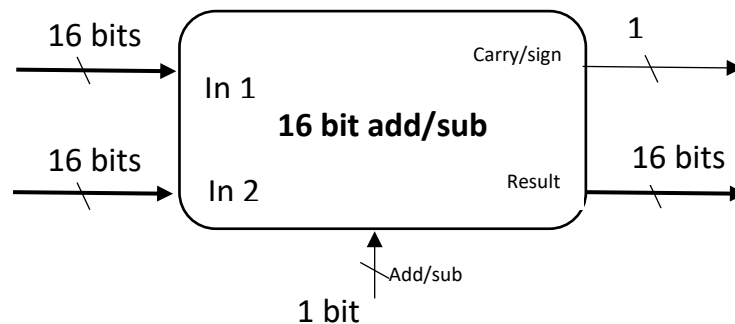 16 bits
1
Carry/sign
In 1
16 bit add/sub
16 bits
16 bits
In 2
Result
Add/sub
1 bit